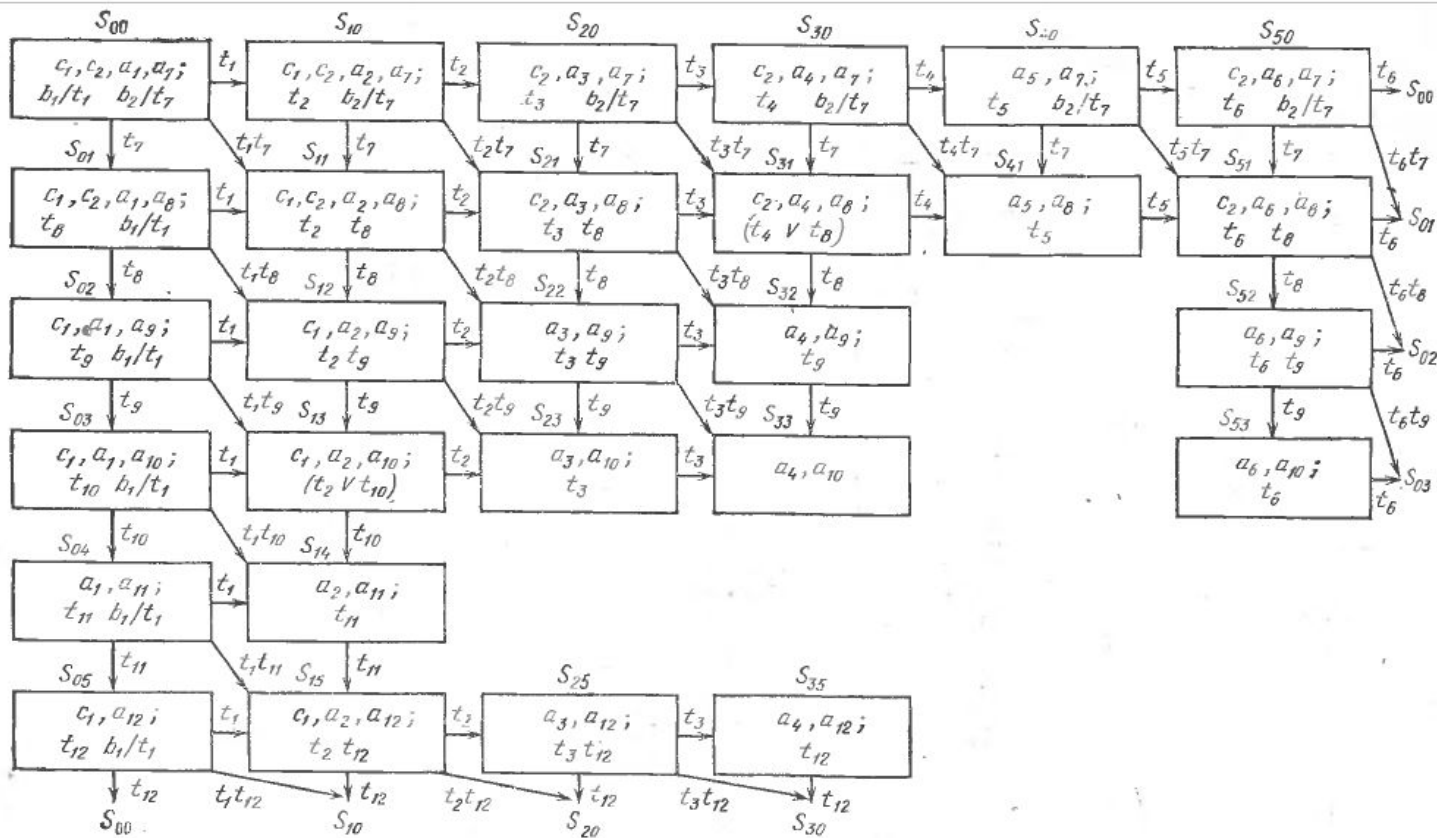 S₀₀ S₁₀ S₂₀ S₃₀ S₄₀ S₅₀
c₁, c₂, a₁, a₇; t₁ c₁, c₂, a₂, a₇; t₂ c₂, a₃, a₇; t₃ c₂, a₄, a₇; t₄ a₅, a₇; t₅ c₂, a₆, a₇; t₆ S₀₀
b₁/t₁ b₂/t₇ t₂ b₂/t₇ t₃ b₂/t₇ t₄ b₂/t₇ t₅ b₂/t₇ t₆ b₂/t₇
S₀₁ t₇ t₁t₇ S₁₁ t₇ t₂t₇ S₂₁ t₇ t₃t₇ S₃₁ t₇ t₄t₇ S₄₁ t₇ t₅t₇ S₅₁ t₇ t₆t₇
c₁, c₂, a₁, a₈; t₁ c₁, c₂, a₂, a₈; t₂ c₂, a₃, a₈; t₃ c₂, a₄, a₈; t₄ a₅, a₈; t₅ c₂, a₆, a₈; t₆ S₀₁
t₈ b₁/t₁ t₂ t₈ t₃ t₈ (t₄ V t₈) t₅ t₆ t₈
S₀₂ t₈ t₁t₈ S₁₂ t₈ t₂t₈ S₂₂ t₈ t₃t₈ S₃₂ t₈ S₅₂ t₈ t₆t₈
c₁, a₁, a₉; t₁ c₁, a₂, a₉; t₂ a₃, a₉; t₃ a₄, a₉; a₆, a₉; t₆ S₀₂
t₉ b₁/t₁ t₂ t₉ t₃ t₉ t₉ t₆ t₉
S₀₃ t₉ t₁t₉ S₁₃ t₉ t₂t₉ S₂₃ t₉ t₃t₉ S₃₃ t₉ S₅₃ t₉ t₆t₉
c₁, a₁, a₁₀; t₁ c₁, a₂, a₁₀; t₂ a₃, a₁₀; t₃ a₄, a₁₀ a₆, a₁₀; t₆ S₀₃
t₁₀ b₁/t₁ (t₂ V t₁₀) t₃ t₆
S₀₄ t₁₀ t₁t₁₀ S₁₄ t₁₀
a₁, a₁₁; t₁ a₂, a₁₁;
t₁₁ b₁/t₁ t₁₁
S₀₅ t₁₁ t₁t₁₁ S₁₅ t₁₁ S₂₅ S₃₅
c₁, a₁₂; t₁ c₁, a₂, a₁₂; t₂ a₃, a₁₂; t₃ a₄, a₁₂;
t₁₂ b₁/t₁ t₂ t₁₂ t₃ t₁₂ t₁₂
t₁₂ t₁t₁₂ t₁₂ t₂t₁₂ t₁₂ t₃t₁₂ t₁₂
S₀₀ S₁₀ S₂₀ S₃₀